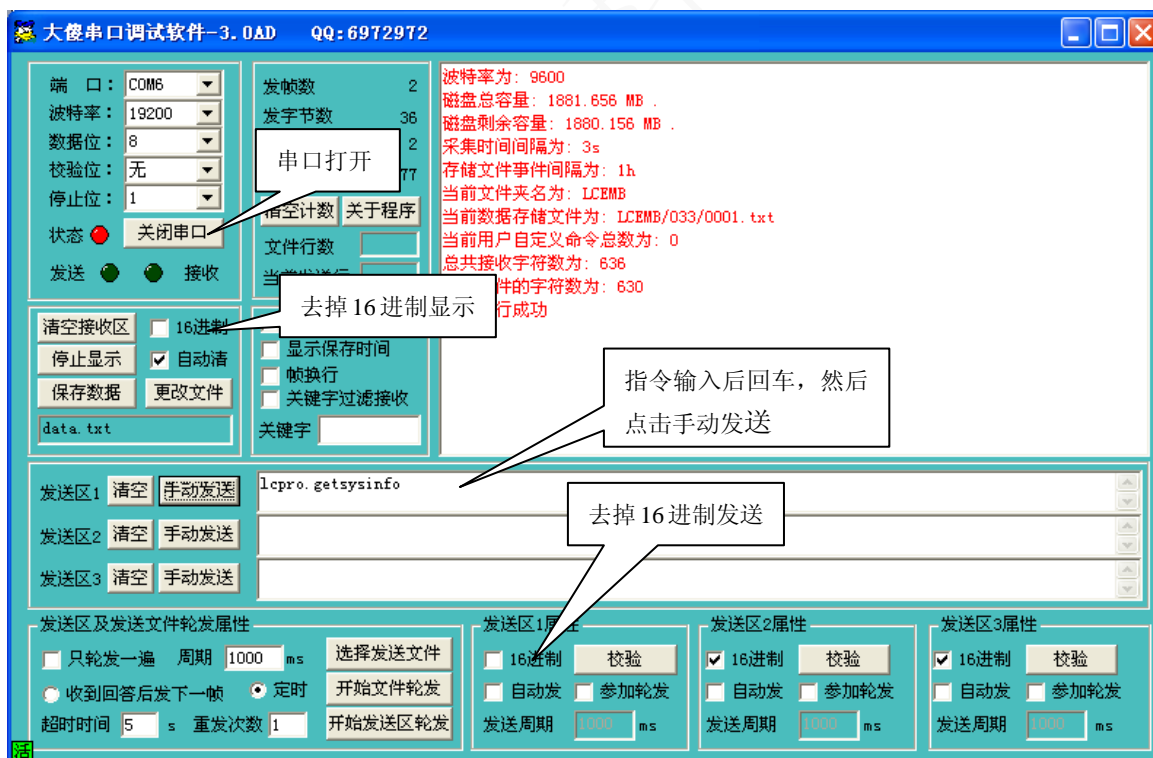 大傻串口调试软件-3.0AD QQ:6972972
端 口: COM6
波特率: 19200
数据位: 8
校验位: 无
停止位: 1
状态 关闭串口
发送 接收
发帧数 2
发字节数 36
2
77
清空计数 关于程序
文件行数
串口打开
波特率为: 9600
磁盘总容量: 1881.656 MB .
磁盘剩余容量: 1880.156 MB .
采集时间间隔为: 3s
存储文件事件间隔为: 1h
当前文件夹名为: LCEMB
当前数据存储文件为: LCEMB/033/0001.txt
当前用户自定义命令总数为: 0
总共接收字符数为: 636
件的字符数为: 630
行成功
去掉16进制显示
清空接收区 16进制
停止显示 自动清
保存数据 更改文件
data.txt
显示保存时间
帧换行
关键字过滤接收
关键字
指令输入后回车，然后
点击手动发送
发送区1 清空 手动发送 lcpro.getsysinfo
发送区2 清空 手动发送
发送区3 清空 手动发送
去掉16进制发送
发送区及发送文件轮发属性
只轮发一遍 周期 1000 ms 选择发送文件
收到回答后发下一帧 定时 开始文件轮发
超时时间 5 s 重发次数 1 开始发送区轮发
发送区1属性
16进制 校验
自动发 参加轮发
发送周期 1000 ms
发送区2属性
16进制 校验
自动发 参加轮发
发送周期 1000 ms
发送区3属性
16进制 校验
自动发 参加轮发
发送周期 1000 ms
活